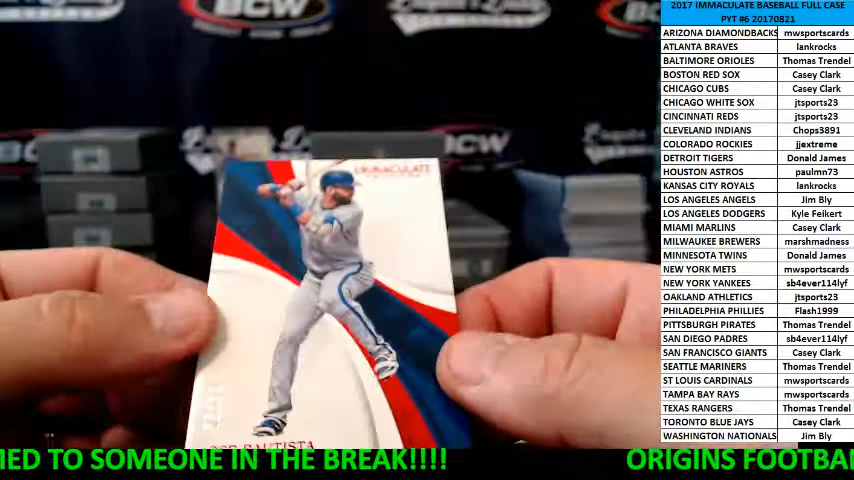 BCW
BCW
IMMACULATE
BAUTISTA
2017 IMMACULATE BASEBALL FULL CASE
PYT #6 20170821
ARIZONA DIAMONDBACKS mwsportscards
ATLANTA BRAVES lankrocks
BALTIMORE ORIOLES Thomas Trendel
BOSTON RED SOX Casey Clark
CHICAGO CUBS Casey Clark
CHICAGO WHITE SOX jtsports23
CINCINNATI REDS jtsports23
CLEVELAND INDIANS Chops3891
COLORADO ROCKIES jjextreme
DETROIT TIGERS Donald James
HOUSTON ASTROS paulmn73
KANSAS CITY ROYALS lankrocks
LOS ANGELES ANGELS Jim Bly
LOS ANGELES DODGERS Kyle Feikert
MIAMI MARLINS Casey Clark
MILWAUKEE BREWERS marshmadness
MINNESOTA TWINS Donald James
NEW YORK METS mwsportscards
NEW YORK YANKEES sb4ever114lyf
OAKLAND ATHLETICS jtsports23
PHILADELPHIA PHILLIES Flash1999
PITTSBURGH PIRATES Thomas Trendel
SAN DIEGO PADRES sb4ever114lyf
SAN FRANCISCO GIANTS Casey Clark
SEATTLE MARINERS Thomas Trendel
ST LOUIS CARDINALS mwsportscards
TAMPA BAY RAYS mwsportscards
TEXAS RANGERS Thomas Trendel
TORONTO BLUE JAYS Casey Clark
WASHINGTON NATIONALS Jim Bly
MED TO SOMEONE IN THE BREAK!!!! ORIGINS FOOTBA